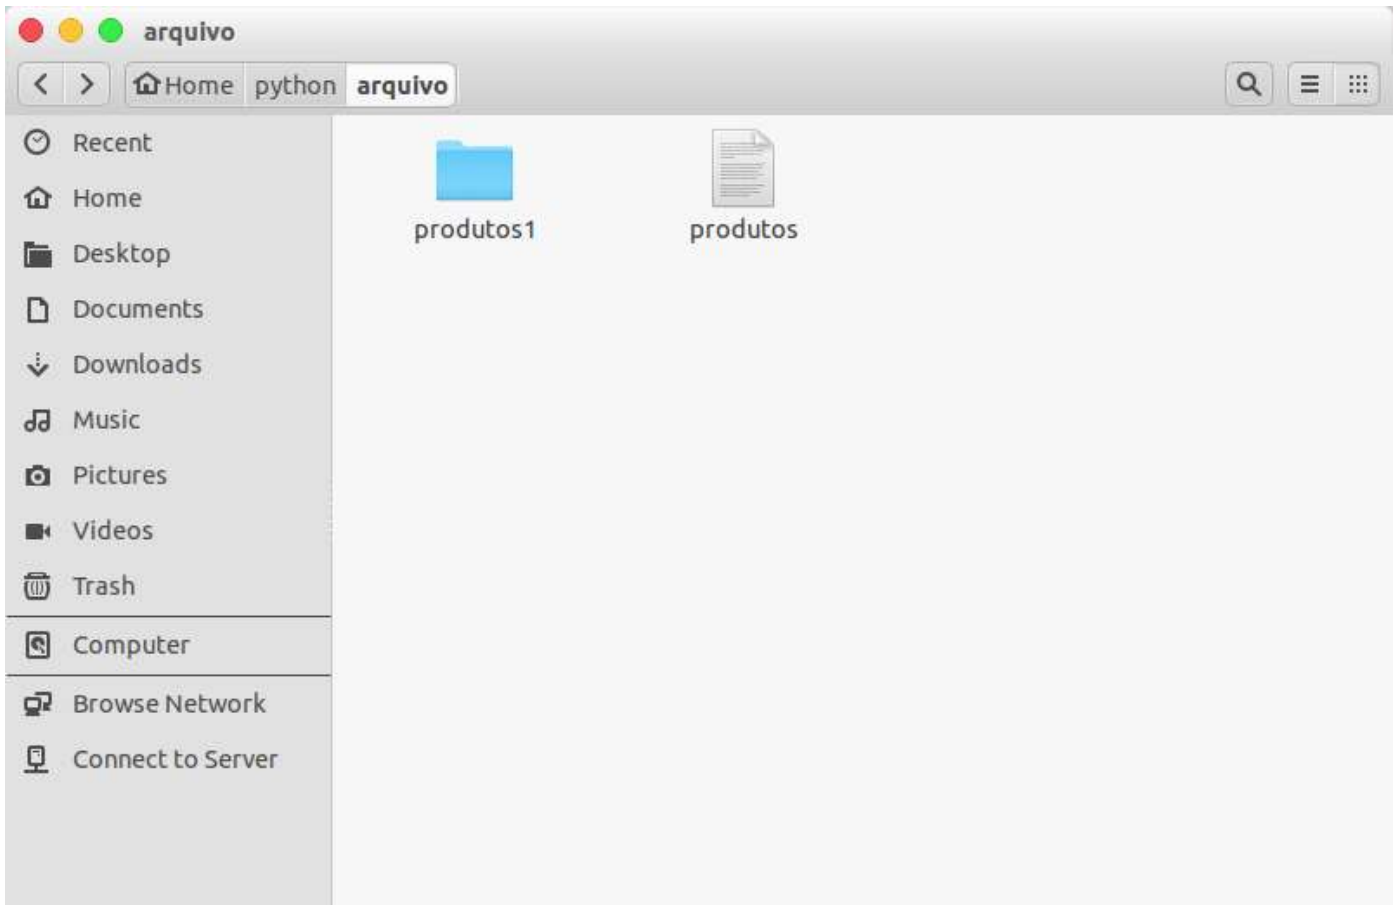 arquivo
Home python arquivo
Recent
Home
Desktop
Documents
Downloads
Music
Pictures
Videos
Trash
Computer
Browse Network
Connect to Server
produtos1
produtos